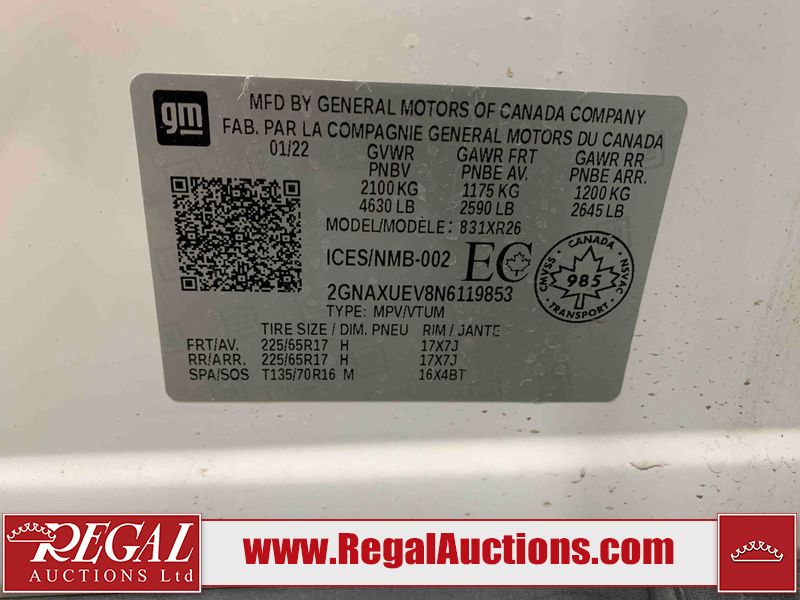 gm
MFD BY GENERAL MOTORS OF CANADA COMPANY
FAB. PAR LA COMPAGNIE GENERAL MOTORS DU CANADA
01/22 GVWR GAWR FRT GAWR RR
PNBV PNBE AV. PNBE ARR.
2100 KG 1175 KG 1200 KG
4630 LB 2590 LB 2645 LB
MODEL/MODÈLE: 831XR26
ICES/NMB-002 EC
CANADA
CMVSS 985 NSVAC
TRANSPORT
2GNAXUEV8N6119853
TYPE: MPV/VTUM
TIRE SIZE / DIM. PNEU RIM / JANTE
FRT/AV. 225/65R17 H 17X7J
RR/ARR. 225/65R17 H 17X7J
SPA/SOS T135/70R16 M 16X4BT
REGAL
AUCTIONS Ltd
www.RegalAuctions.com